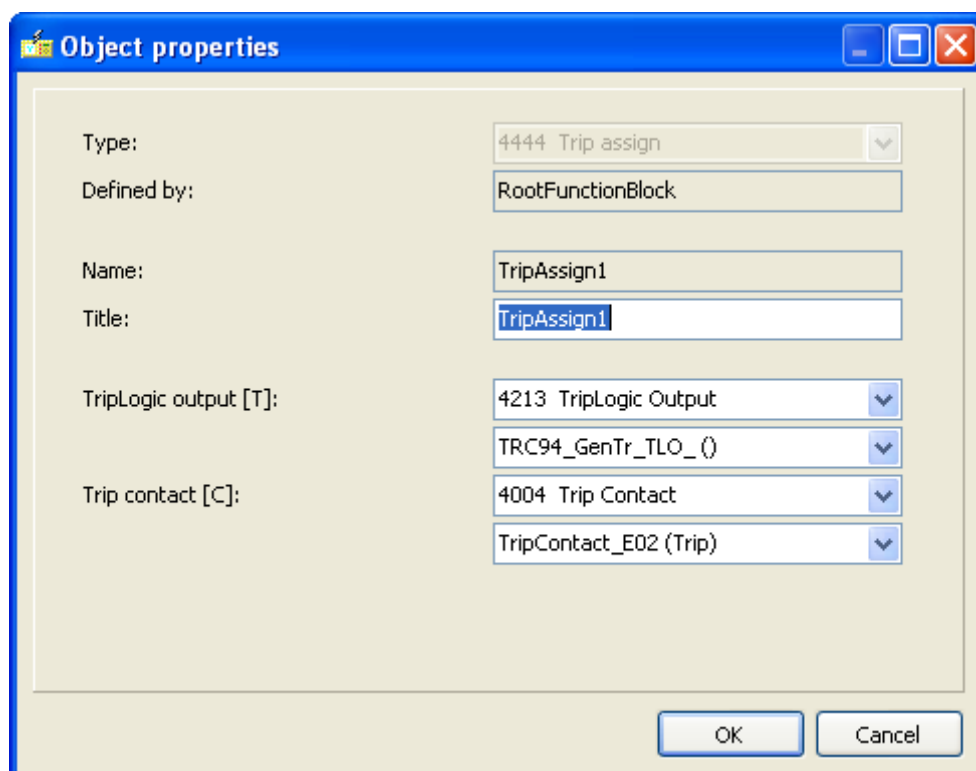 Object properties
Type: 4444 Trip assign
Defined by: RootFunctionBlock
Name: TripAssign1
Title: TripAssign1
TripLogic output [T]: 4213 TripLogic Output
TRC94_GenTr_TLO_ ()
Trip contact [C]: 4004 Trip Contact
TripContact_E02 (Trip)
OK Cancel